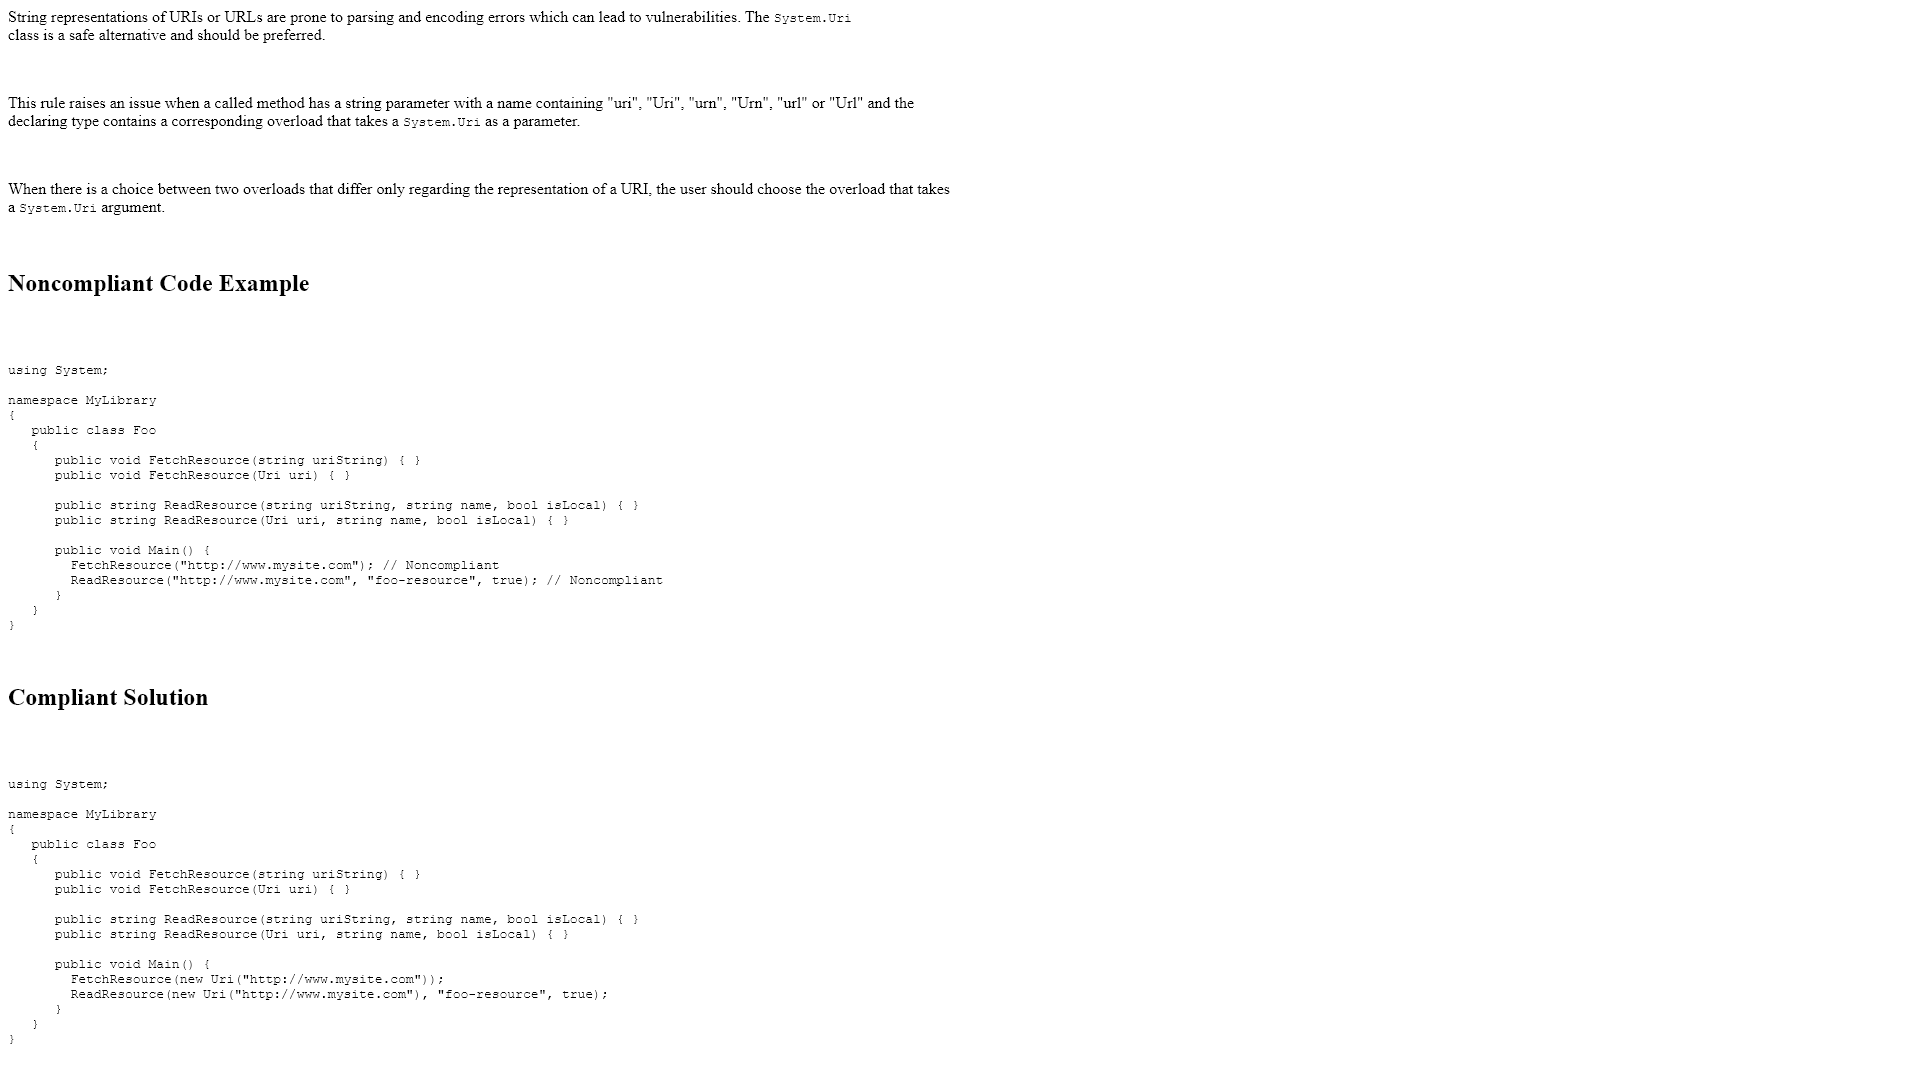 String representations of URIs or URLs are prone to parsing and encoding errors which can lead to vulnerabilities. The System.Uri
class is a safe alternative and should be preferred.
This rule raises an issue when a called method has a string parameter with a name containing "uri", "Uri", "urn", "Urn", "url" or "Url" and the
declaring type contains a corresponding overload that takes a System.Uri as a parameter.
When there is a choice between two overloads that differ only regarding the representation of a URI, the user should choose the overload that takes
a System.Uri argument.
Noncompliant Code Example
using System;
namespace MyLibrary
{
   public class Foo
   {
      public void FetchResource(string uriString) { }
      public void FetchResource(Uri uri) { }
      public string ReadResource(string uriString, string name, bool isLocal) { }
      public string ReadResource(Uri uri, string name, bool isLocal) { }
      public void Main() {
        FetchResource("http://www.mysite.com"); // Noncompliant
        ReadResource("http://www.mysite.com", "foo-resource", true); // Noncompliant
      }
   }
}
Compliant Solution
using System;
namespace MyLibrary
{
   public class Foo
   {
      public void FetchResource(string uriString) { }
      public void FetchResource(Uri uri) { }
      public string ReadResource(string uriString, string name, bool isLocal) { }
      public string ReadResource(Uri uri, string name, bool isLocal) { }
      public void Main() {
        FetchResource(new Uri("http://www.mysite.com"));
        ReadResource(new Uri("http://www.mysite.com"), "foo-resource", true);
      }
   }
}